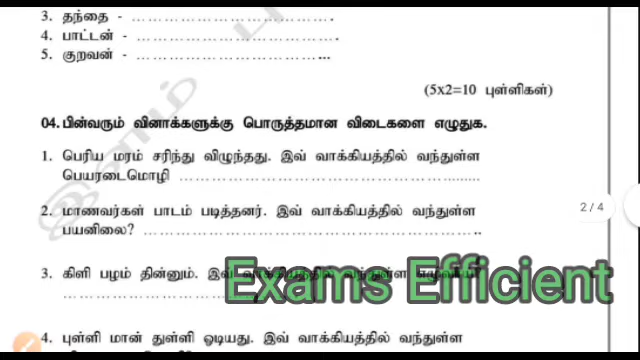 3. தந்தை - ……………………………….
4. பாட்டன் - ……………………………….
5. குறவன் - ……………………………...
(5x2=10 புள்ளிகள்)
04. பின்வரும் வினாக்களுக்கு பொருத்தமான விடைகளை எழுதுக.
1. பெரிய மரம் சரிந்து விழுந்தது. இவ் வாக்கியத்தில் வந்துள்ள
பெயரடைமொழி ……………………………………........
2. மாணவர்கள் பாடம் படித்தனர். இவ் வாக்கியத்தில் வந்துள்ள
2 / 4
பயனிலை? ………………………………………………..
3. கிளி பழம் தின்னும். இவ் வாக்கியத்தில் வந்துள்ள
Exams Efficient
………………………………
4. புள்ளி மான் துள்ளி ஓடியது. இவ் வாக்கியத்தில் வந்துள்ள